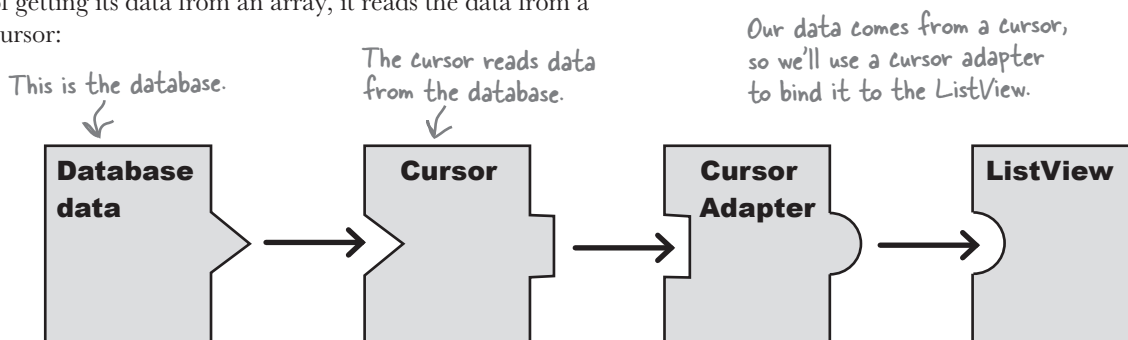 of getting its data from an array, it reads the data from a
cursor:
This is the database.
The cursor reads data
from the database.
Our data comes from a cursor,
so we'll use a cursor adapter
to bind it to the ListView.
Database
data
Cursor
Cursor
Adapter
ListView